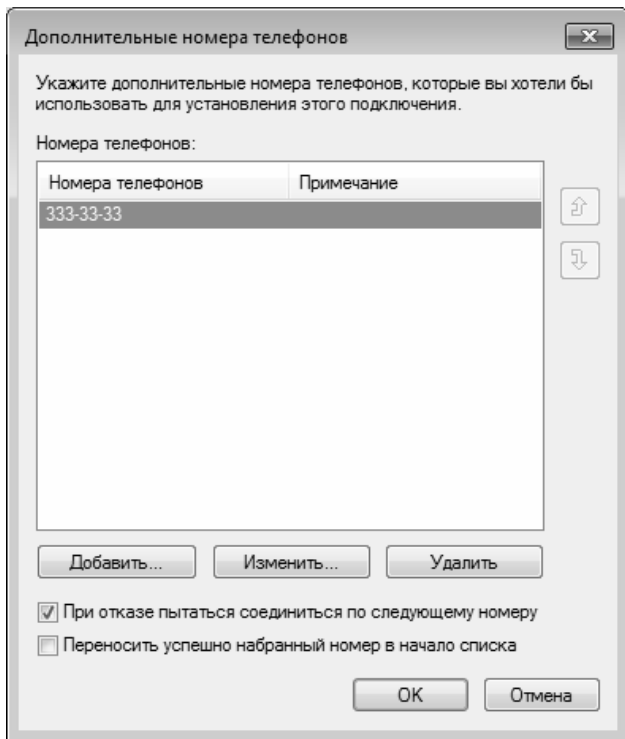 Дополнительные номера телефонов
Укажите дополнительные номера телефонов, которые вы хотели бы
использовать для установления этого подключения.
Номера телефонов:
Номера телефонов Примечание
333-33-33
Добавить... Изменить... Удалить
При отказе пытаться соединиться по следующему номеру
Переносить успешно набранный номер в начало списка
OK Отмена